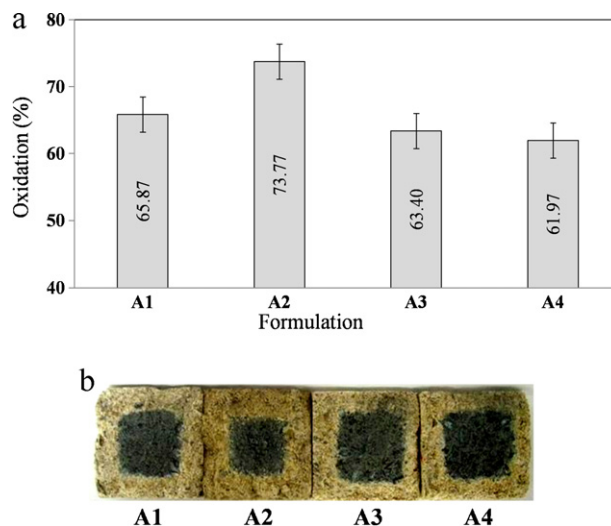 a
80
70
60
50
40
Oxidation (%)
65.87
73.77
63.40
61.97
A1 A2 A3 A4
Formulation
b
A1 A2 A3 A4